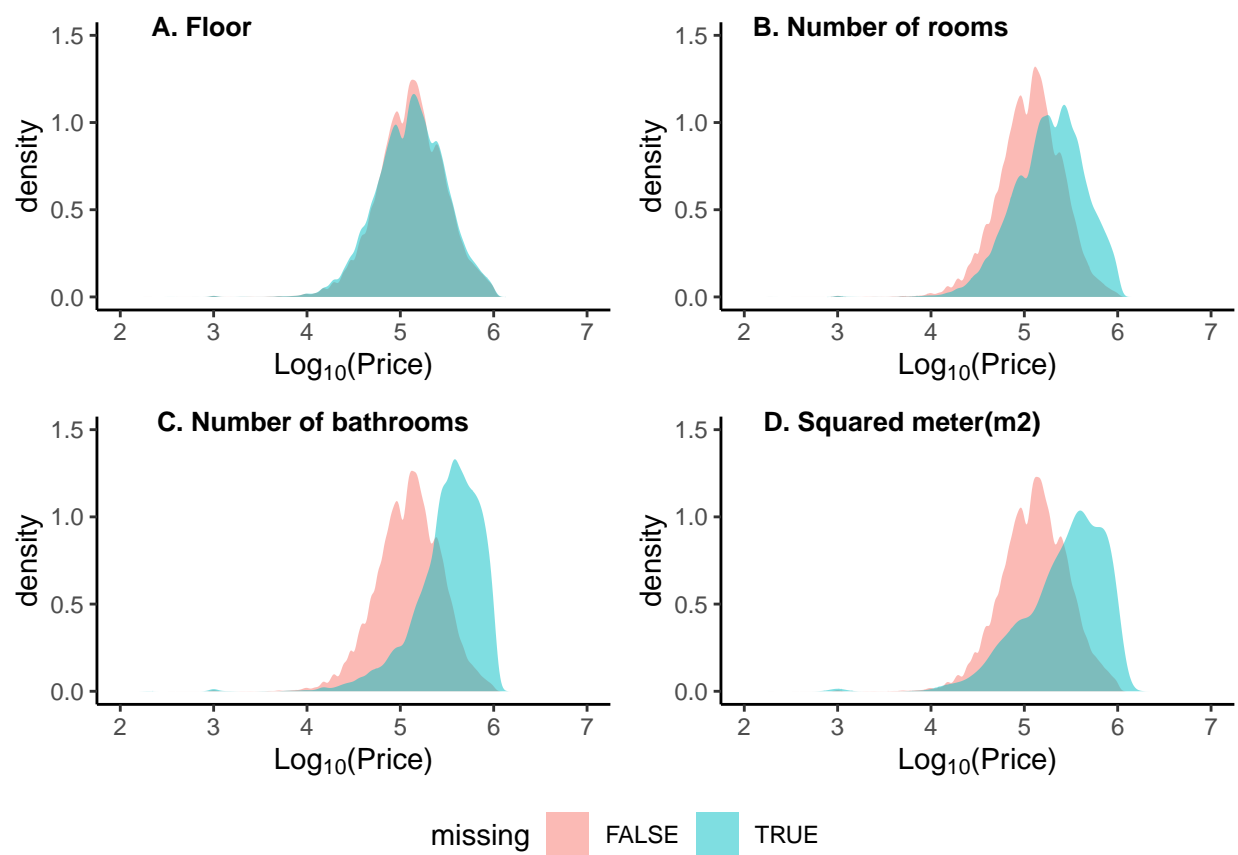 A. Floor
1.5
1.0
0.5
0.0
density
2 3 4 5 6 7
Log₁₀(Price)
B. Number of rooms
1.5
1.0
0.5
0.0
density
2 3 4 5 6 7
Log₁₀(Price)
C. Number of bathrooms
1.5
1.0
0.5
0.0
density
2 3 4 5 6 7
Log₁₀(Price)
D. Squared meter(m2)
1.5
1.0
0.5
0.0
density
2 3 4 5 6 7
Log₁₀(Price)
missing FALSE TRUE